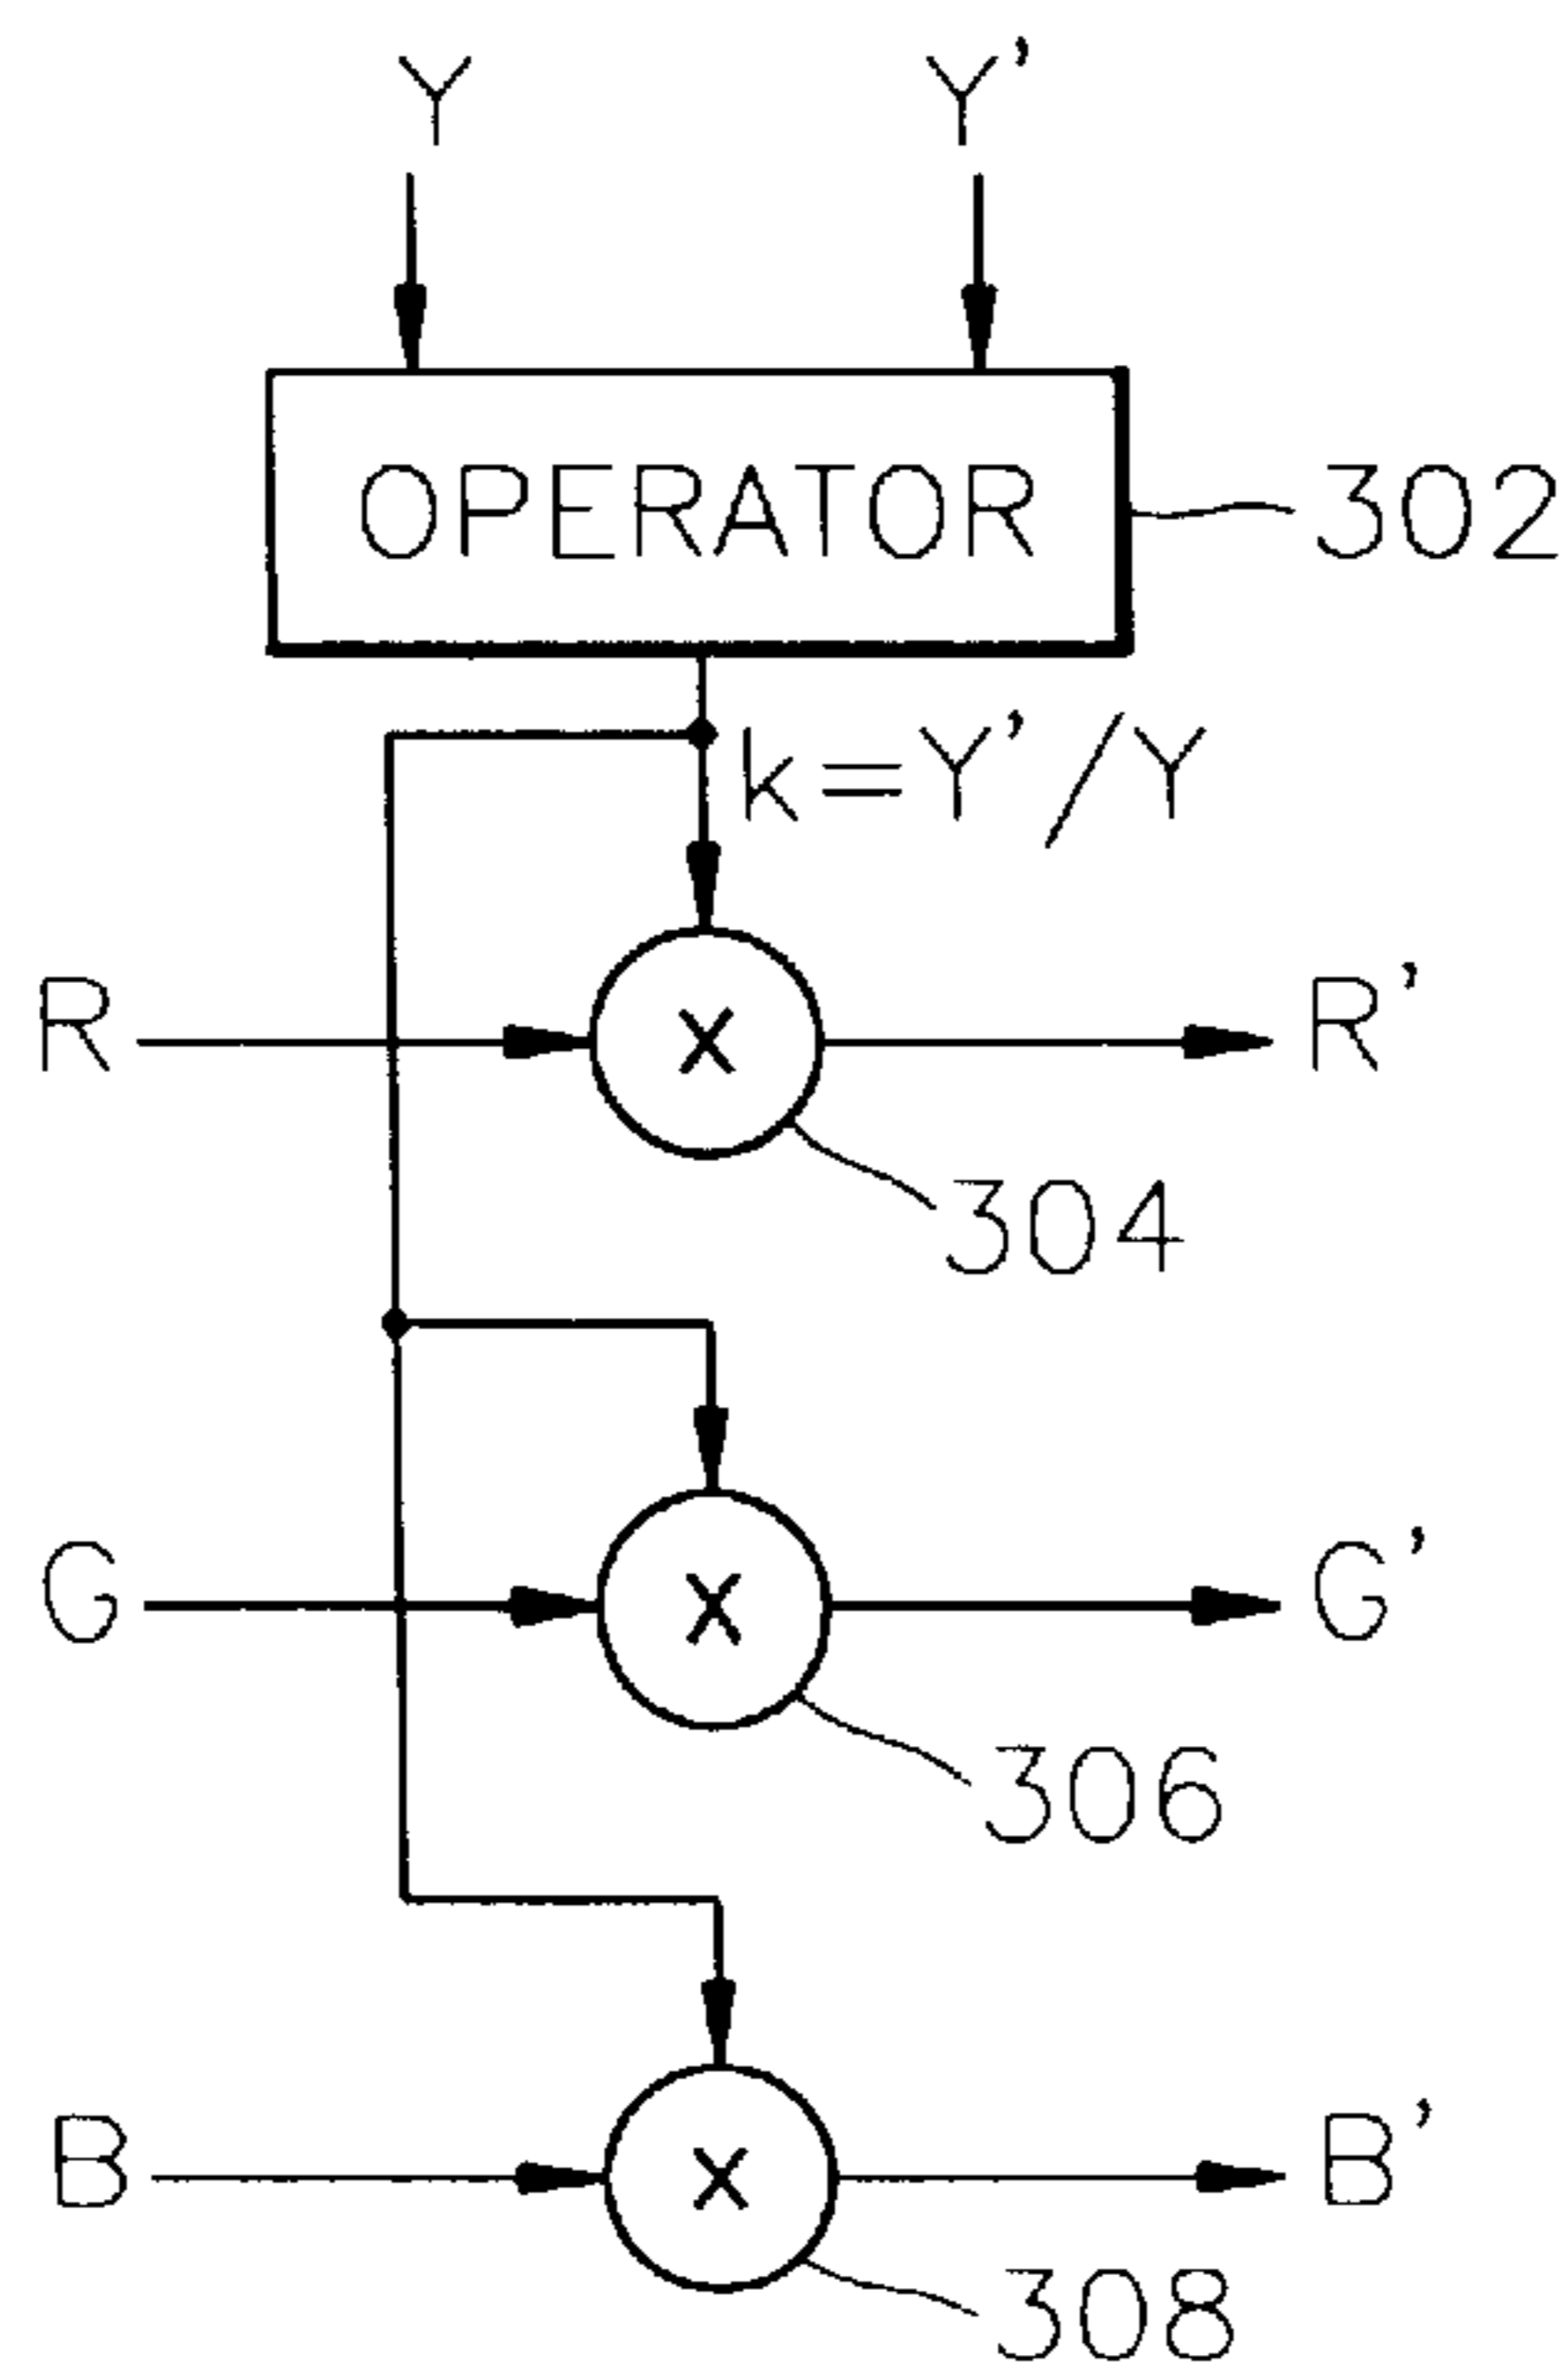 Y Y'
OPERATOR 302
k=Y'/Y
R x R'
304
G x G'
306
B x B'
308